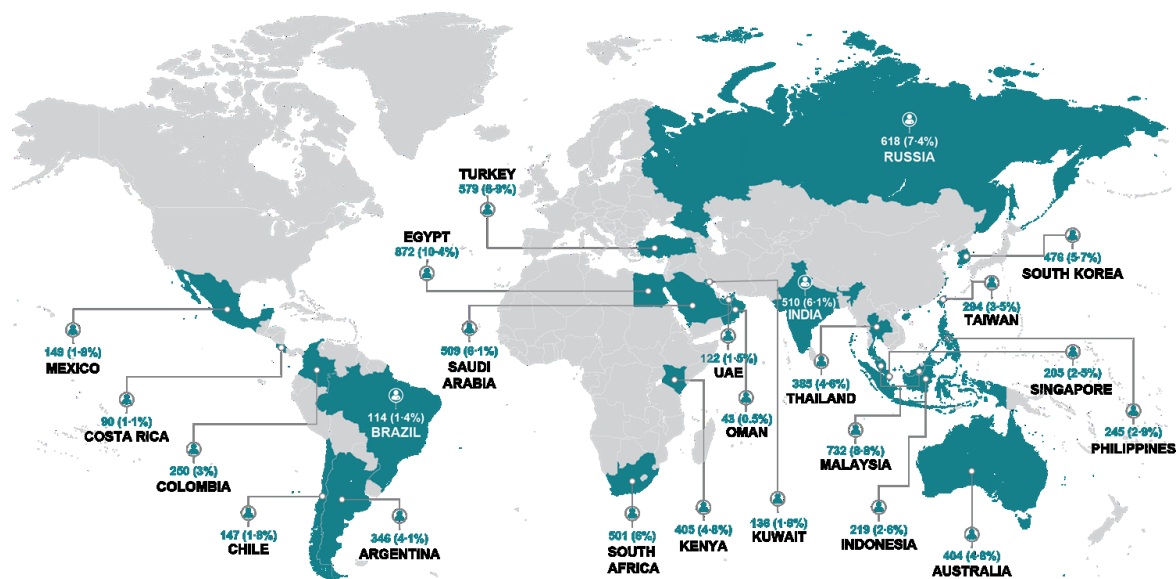 618 (7·4%)
RUSSIA
TURKEY
579 (6·9%)
EGYPT
872 (10·4%)
476 (5·7%)
SOUTH KOREA
510 (6·1%)
INDIA
294 (3·5%)
TAIWAN
149 (1·8%)
MEXICO
509 (6·1%)
SAUDI
ARABIA
122 (1·5%)
UAE
385 (4·6%)
THAILAND
205 (2·5%)
SINGAPORE
90 (1·1%)
COSTA RICA
114 (1·4%)
BRAZIL
43 (0.5%)
OMAN
732 (8·8%)
MALAYSIA
245 (2·9%)
PHILIPPINES
250 (3%)
COLOMBIA
147 (1·8%)
CHILE
346 (4·1%)
ARGENTINA
501 (6%)
SOUTH
AFRICA
405 (4·8%)
KENYA
136 (1·6%)
KUWAIT
219 (2·6%)
INDONESIA
404 (4·8%)
AUSTRALIA